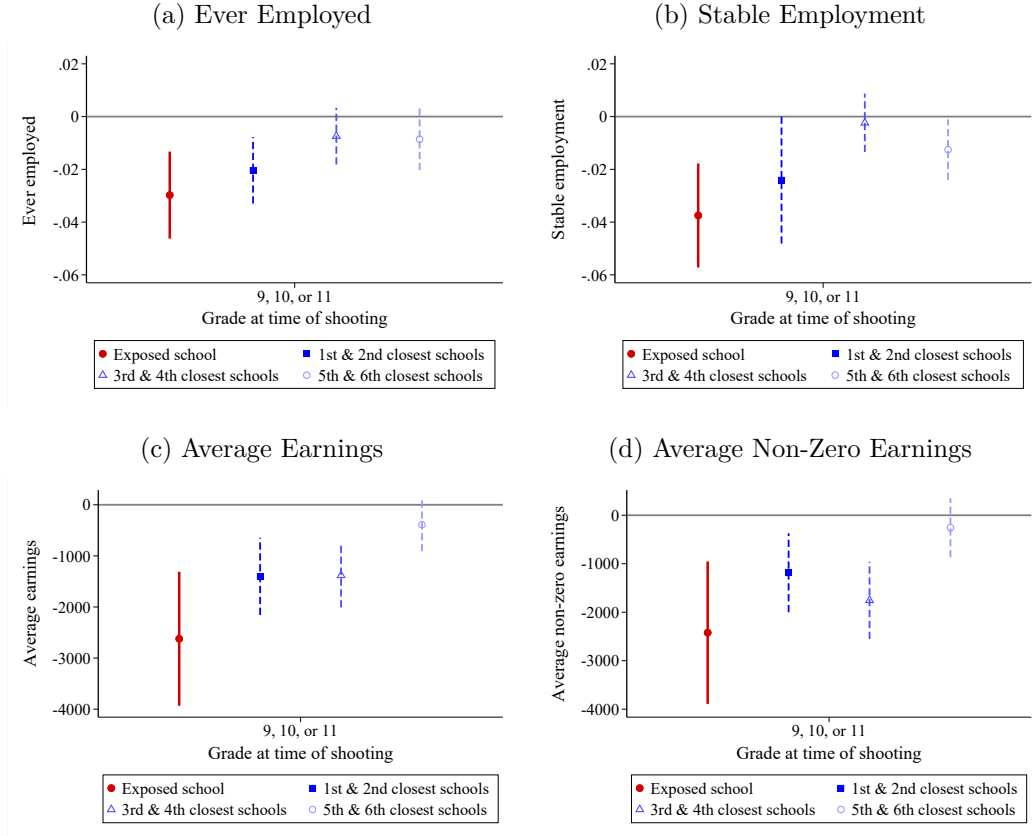 (a) Ever Employed
.02
0
-.02
-.04
-.06
Ever employed
9, 10, or 11
Grade at time of shooting
Exposed school
1st & 2nd closest schools
3rd & 4th closest schools
5th & 6th closest schools
(b) Stable Employment
.02
0
-.02
-.04
-.06
Stable employment
9, 10, or 11
Grade at time of shooting
Exposed school
1st & 2nd closest schools
3rd & 4th closest schools
5th & 6th closest schools
(c) Average Earnings
0
-1000
-2000
-3000
-4000
Average earnings
9, 10, or 11
Grade at time of shooting
Exposed school
1st & 2nd closest schools
3rd & 4th closest schools
5th & 6th closest schools
(d) Average Non-Zero Earnings
0
-1000
-2000
-3000
-4000
Average non-zero earnings
9, 10, or 11
Grade at time of shooting
Exposed school
1st & 2nd closest schools
3rd & 4th closest schools
5th & 6th closest schools